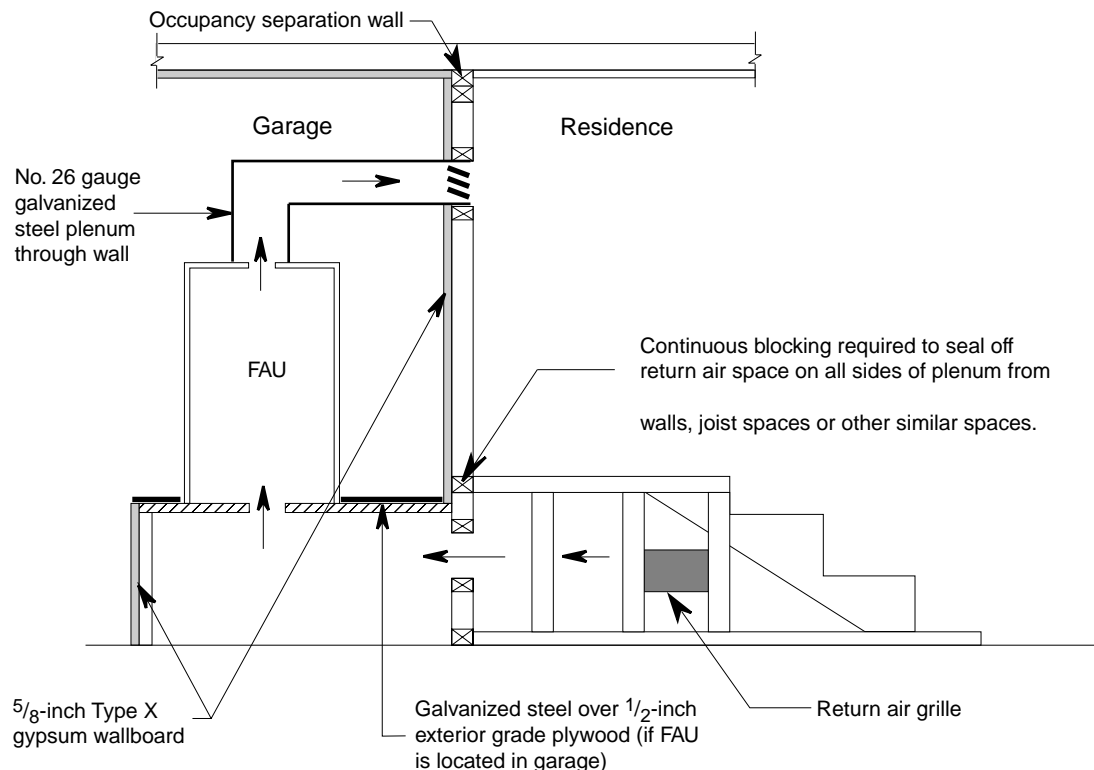 Occupancy separation wall
Garage
Residence
No. 26 gauge
galvanized
steel plenum
through wall
FAU
Continuous blocking required to seal off
return air space on all sides of plenum from
walls, joist spaces or other similar spaces.
5/8-inch Type X
gypsum wallboard
Galvanized steel over 1/2-inch
exterior grade plywood (if FAU
is located in garage)
Return air grille